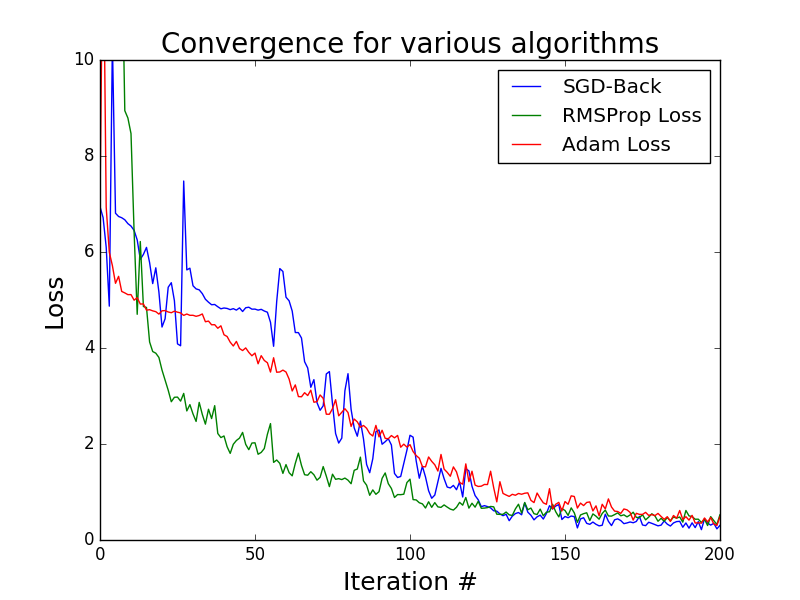 Convergence for various algorithms
SGD-Back
RMSProp Loss
Adam Loss
Loss
10
8
6
4
2
0
0 50 100 150 200
Iteration #